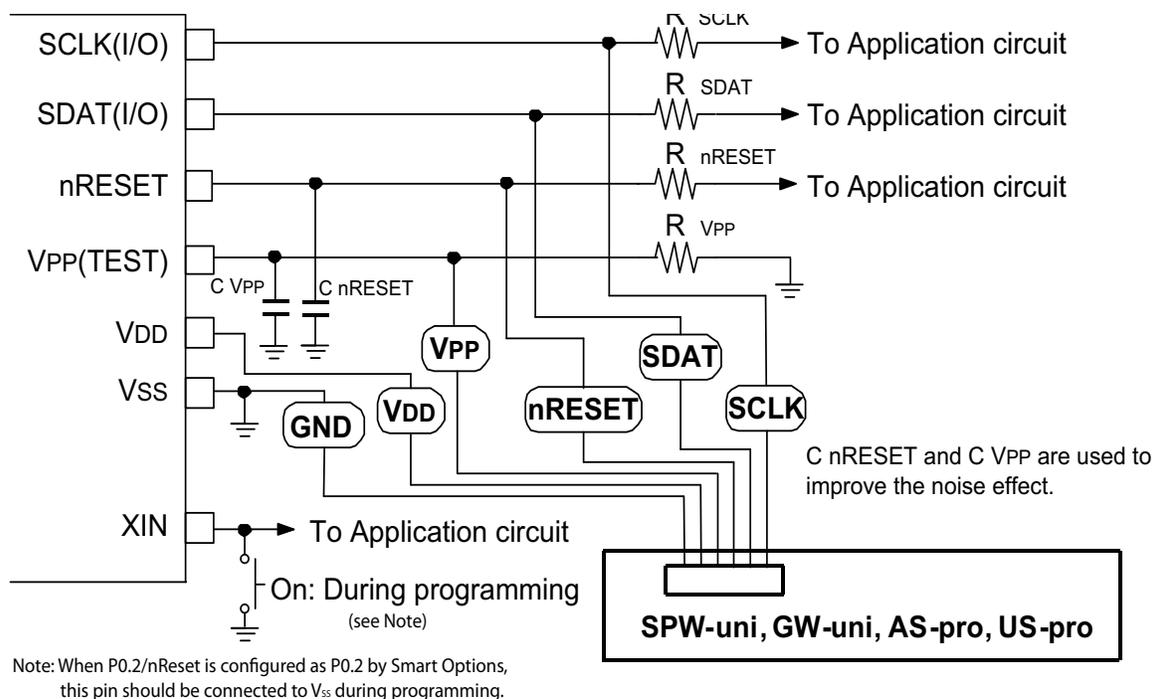 R SCLK
SCLK(I/O)
To Application circuit
R SDAT
SDAT(I/O)
To Application circuit
R nRESET
nRESET
To Application circuit
R VPP
VPP(TEST)
C VPP
C nRESET
VDD
VPP
SDAT
VSS
GND
VDD
nRESET
SCLK
C nRESET and C VPP are used to
improve the noise effect.
XIN
To Application circuit
On: During programming
(see Note)
SPW-uni, GW-uni, AS-pro, US-pro
Note: When P0.2/nReset is configured as P0.2 by Smart Options,
this pin should be connected to Vss during programming.